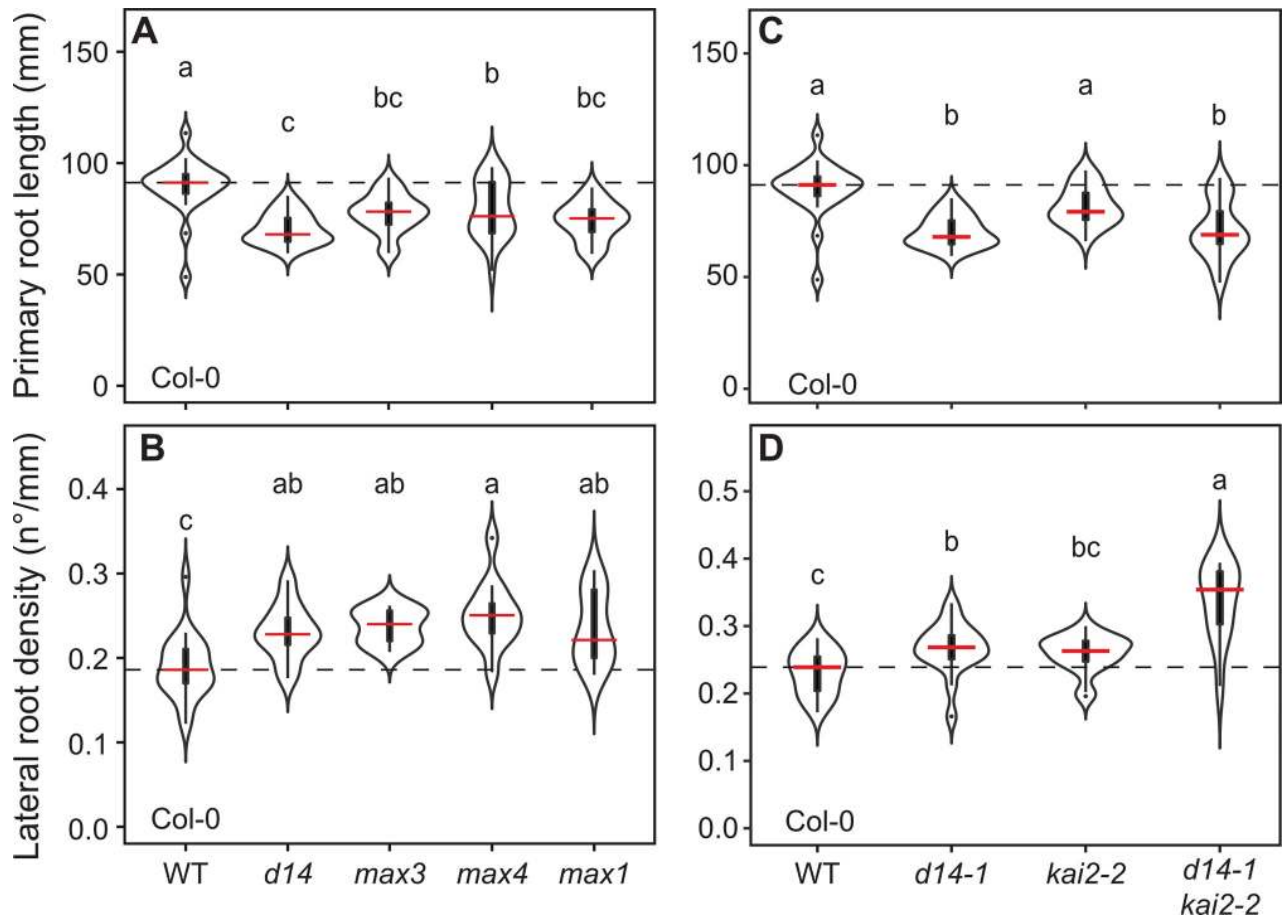 Primary root length (mm)
A
150
100
50
0
a
c
bc
b
bc
Col-0
C
150
100
50
0
a
b
a
b
Col-0
Lateral root density (n°/mm)
B
0.4
0.3
0.2
0.1
0.0
c
ab
ab
a
ab
Col-0
WT d14 max3 max4 max1
D
0.5
0.4
0.3
0.2
0.1
0.0
c
b
bc
a
Col-0
WT d14-1 kai2-2 d14-1
kai2-2